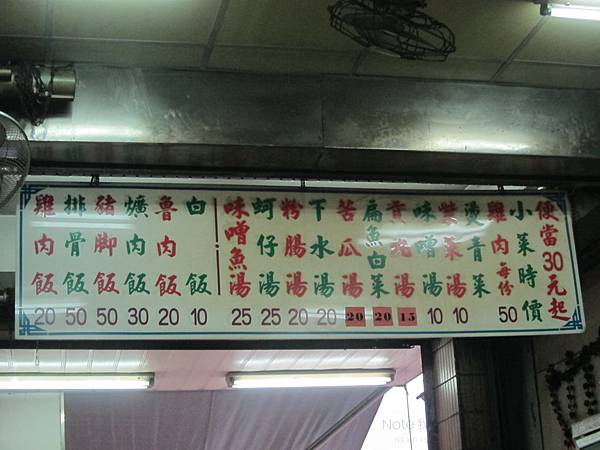 便當30元起
小菜時價
雞肉每份 50
燙青菜
紫菜湯 10
味噌湯 10
貢丸湯 15
扁魚白菜 20
苦瓜湯 20
下水湯 20
粉腸湯 20
蚵仔湯 25
味噌魚湯 25
白飯 10
魯肉飯 20
爌肉飯 30
豬脚飯 50
排骨飯 50
雞肉飯 20
Note